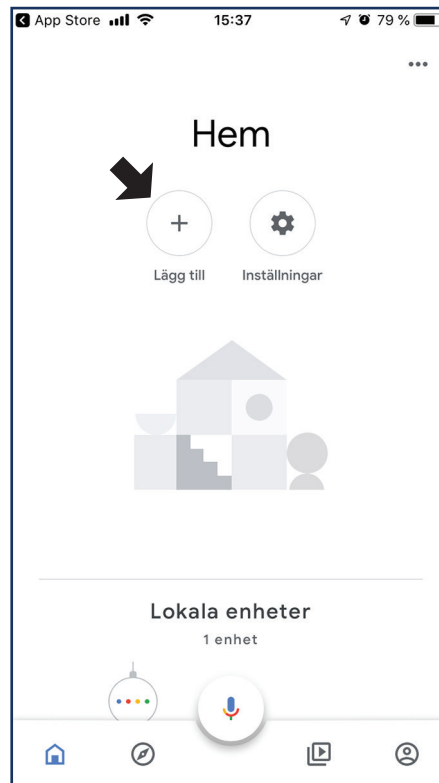 App Store 15:37 79 %
Hem
Lägg till Inställningar
Lokala enheter
1 enhet